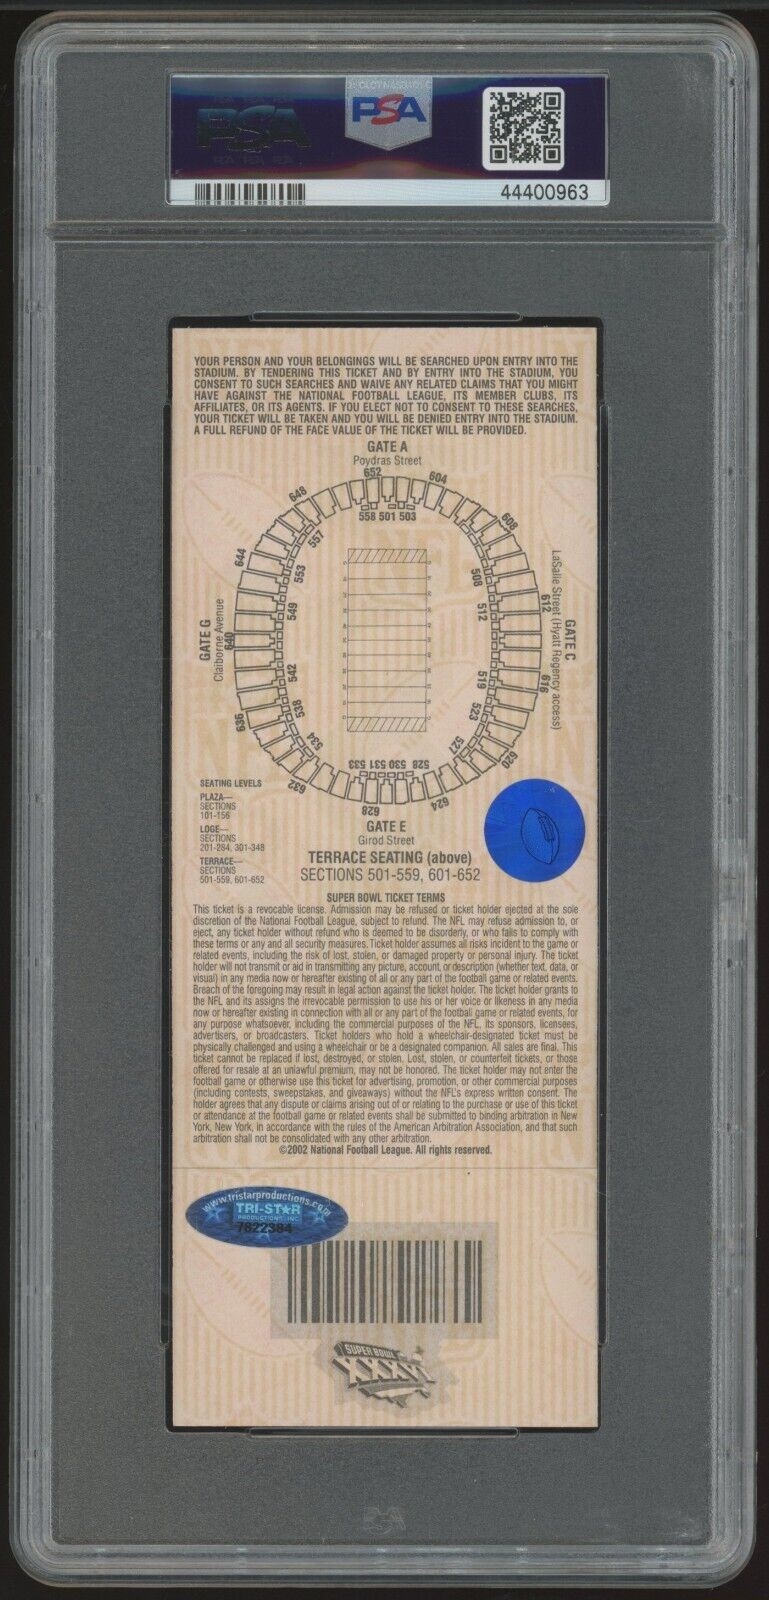 PSA
PSA
44400963
YOUR PERSON AND YOUR BELONGINGS WILL BE SEARCHED UPON ENTRY INTO THE
STADIUM. BY TENDERING THIS TICKET AND BY ENTRY INTO THE STADIUM, YOU
CONSENT TO SUCH SEARCHES AND WAIVE ANY RELATED CLAIMS THAT YOU MIGHT
HAVE AGAINST THE NATIONAL FOOTBALL LEAGUE, ITS MEMBER CLUBS, ITS
AFFILIATES, OR ITS AGENTS. IF YOU ELECT NOT TO CONSENT TO THESE SEARCHES,
YOUR TICKET WILL BE TAKEN AND YOU WILL BE DENIED ENTRY INTO THE STADIUM.
A FULL REFUND OF THE FACE VALUE OF THE TICKET WILL BE PROVIDED.
GATE A
Poydras Street
652
648
604
608
558 501 503
557
553
644
549
508
512
612
GATE G
Claiborne Avenue
640
GATE C
LaSalle Street (Hyatt Regency access)
542
538
534
636
519
523
527
616
620
533 531 530 528
632
628
624
GATE E
Girod Street
TERRACE SEATING (above)
SECTIONS 501-559, 601-652
SEATING LEVELS
PLAZA—
SECTIONS
101-156
LOGE—
SECTIONS
201-284, 301-348
TERRACE—
SECTIONS
501-559, 601-652
SUPER BOWL TICKET TERMS
This ticket is a revocable license. Admission may be refused or ticket holder ejected at the sole
discretion of the National Football League, subject to refund. The NFL may refuse admission to, or
eject, any ticket holder without refund who is deemed to be disorderly, or who fails to comply with
these terms or any and all security measures. Ticket holder assumes all risks incident to the game or
related events, including the risk of lost, stolen, or damaged property or personal injury. The ticket
holder will not transmit or aid in transmitting any picture, account, or description (whether text, data, or
visual) in any media now or hereafter existing of all or any part of the football game or related events.
Breach of the foregoing may result in legal action against the ticket holder. The ticket holder grants to
the NFL and its assigns the irrevocable permission to use his or her voice or likeness in any media
now or hereafter existing in connection with all or any part of the football game or related events, for
any purpose whatsoever, including the commercial purposes of the NFL, its sponsors, licensees,
advertisers, or broadcasters. Ticket holders who hold a wheelchair-designated ticket must be
physically challenged and using a wheelchair or be a designated companion. All sales are final. This
ticket cannot be replaced if lost, destroyed, or stolen. Lost, stolen, or counterfeit tickets, or those
offered for resale at an unlawful premium, may not be honored. The ticket holder may not enter the
football game or otherwise use this ticket for advertising, promotion, or other commercial purposes
(including contests, sweepstakes, and giveaways) without the NFL's express written consent. The
holder agrees that any dispute or claims arising out of or relating to the purchase or use of this ticket
or attendance at the football game or related events shall be submitted to binding arbitration in New
York, New York, in accordance with the rules of the American Arbitration Association, and that such
arbitration shall not be consolidated with any other arbitration.
©2002 National Football League. All rights reserved.
www.tristarproductions.com
TRI-STAR
PRODUCTIONS, INC
7822384
SUPER BOWL
XXXVI